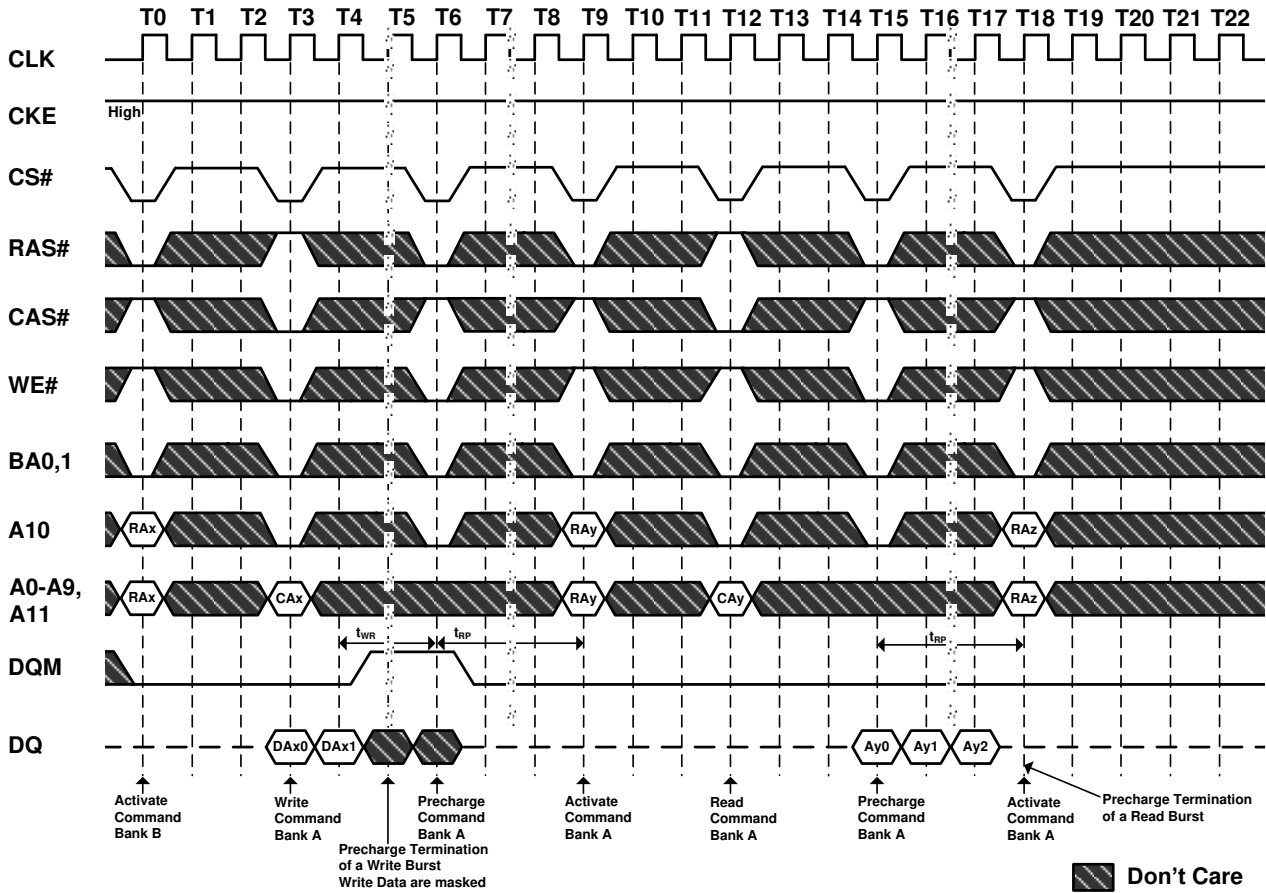 T0 T1 T2 T3 T4 T5 T6 T7 T8 T9 T10 T11 T12 T13 T14 T15 T16 T17 T18 T19 T20 T21 T22
CLK
CKE
High
CS#
RAS#
CAS#
WE#
BA0,1
A10
RAx RAy RAz
A0-A9,
A11
RAx CAx RAy CAy RAz
tWR tRP tRP
DQM
DQ
DAx0 DAx1 Ay0 Ay1 Ay2
Activate
Command
Bank B
Write
Command
Bank A
Precharge Termination
of a Write Burst
Write Data are masked
Precharge
Command
Bank A
Activate
Command
Bank A
Read
Command
Bank A
Precharge
Command
Bank A
Activate
Command
Bank A
Precharge Termination
of a Read Burst
Don't Care